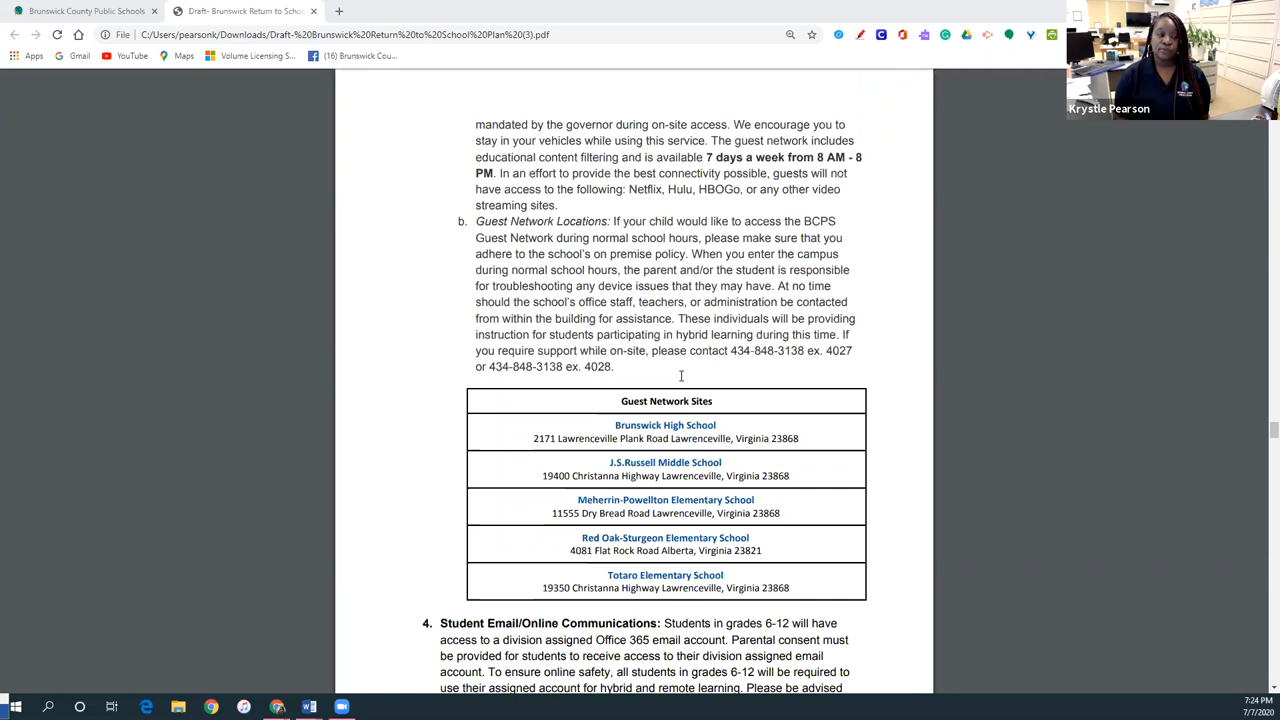 Brunswick County Public Schools
Draft- Brunswick Return to Schoo
File
C:/Users/pearsonk/Downloads/Draft-%20Brunswick%20Return%20to%20School%20Plan%20(3).pdf
Apps
Gmail
YouTube
Maps
Volume Licensing S...
(16) Brunswick Cou...
Krystle Pearson
mandated by the governor during on-site access. We encourage you to
stay in your vehicles while using this service. The guest network includes
educational content filtering and is available 7 days a week from 8 AM - 8
PM. In an effort to provide the best connectivity possible, guests will not
have access to the following: Netflix, Hulu, HBOGo, or any other video
streaming sites.
b. Guest Network Locations: If your child would like to access the BCPS
Guest Network during normal school hours, please make sure that you
adhere to the school's on premise policy. When you enter the campus
during normal school hours, the parent and/or the student is responsible
for troubleshooting any device issues that they may have. At no time
should the school's office staff, teachers, or administration be contacted
from within the building for assistance. These individuals will be providing
instruction for students participating in hybrid learning during this time. If
you require support while on-site, please contact 434-848-3138 ex. 4027
or 434-848-3138 ex. 4028.
Guest Network Sites
Brunswick High School
2171 Lawrenceville Plank Road Lawrenceville, Virginia 23868
J.S.Russell Middle School
19400 Christanna Highway Lawrenceville, Virginia 23868
Meherrin-Powellton Elementary School
11555 Dry Bread Road Lawrenceville, Virginia 23868
Red Oak-Sturgeon Elementary School
4081 Flat Rock Road Alberta, Virginia 23821
Totaro Elementary School
19350 Christanna Highway Lawrenceville, Virginia 23868
4. Student Email/Online Communications: Students in grades 6-12 will have
access to a division assigned Office 365 email account. Parental consent must
be provided for students to receive access to their division assigned email
account. To ensure online safety, all students in grades 6-12 will be required to
use their assigned account for hybrid and remote learning. Please be advised
7:24 PM
7/7/2020